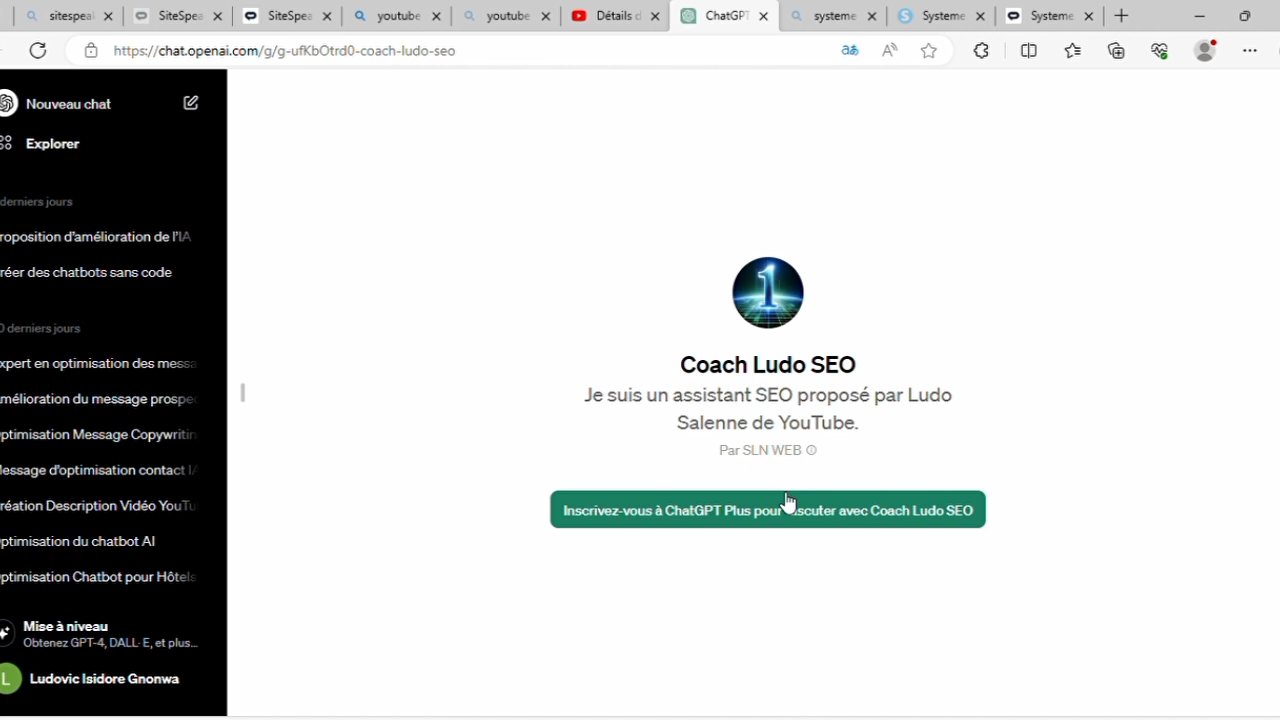 sitespeal
SiteSpea
SiteSpea
youtube
youtube
Détails d
ChatGPT
systeme
Systeme
Systeme
https://chat.openai.com/g/g-ufKbOtrd0-coach-ludo-seo
Nouveau chat
Explorer
derniers jours
roposition d'amélioration de l'IA
réer des chatbots sans code
0 derniers jours
xpert en optimisation des messa
mélioration du message prospe
ptimisation Message Copywritin
Message d'optimisation contact IA
réation Description Vidéo YouTu
ptimisation du chatbot AI
ptimisation Chatbot pour Hôtels
Mise à niveau
Obtenez GPT-4, DALL·E, et plus...
L
Ludovic Isidore Gnonwa
1
Coach Ludo SEO
Je suis un assistant SEO proposé par Ludo
Salenne de YouTube.
Par SLN WEB
Inscrivez-vous à ChatGPT Plus pour scuter avec Coach Ludo SEO